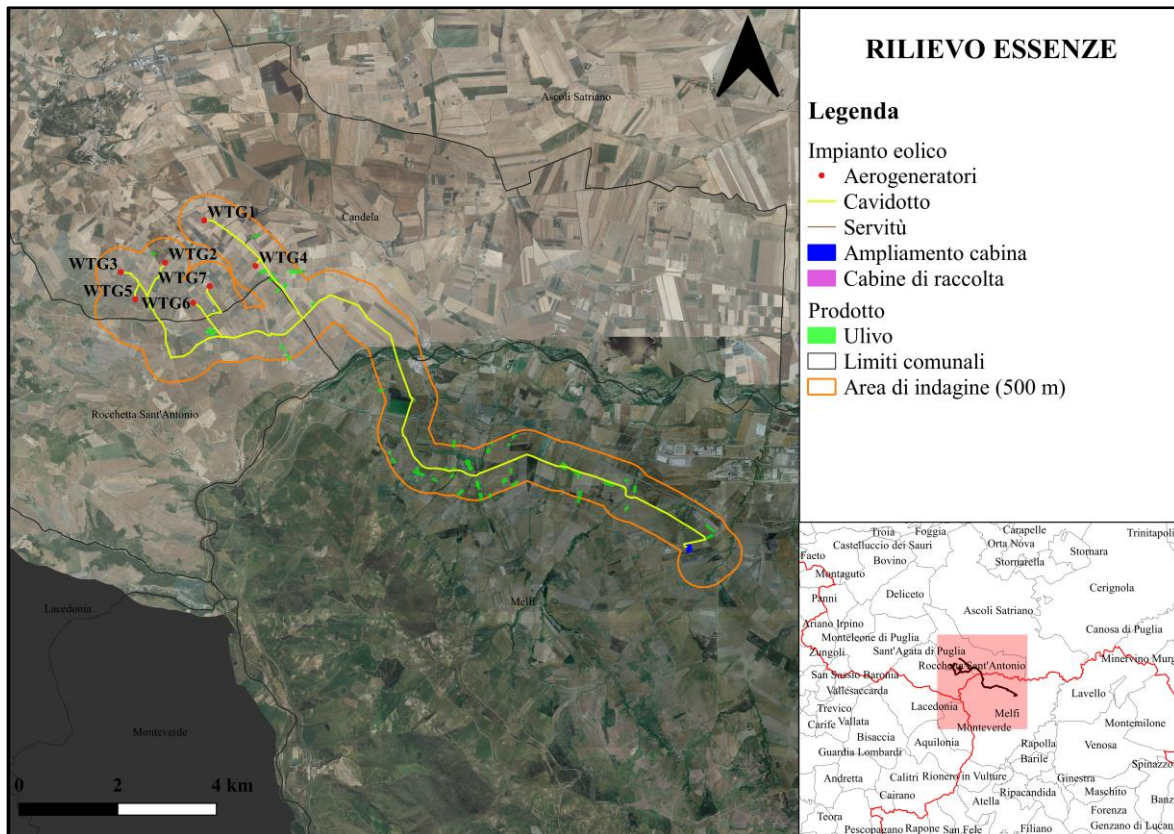 RILIEVO ESSENZE
Legenda
Impianto eolico
Aerogeneratori
Cavidotto
Servitù
Ampliamento cabina
Cabine di raccolta
Prodotto
Ulivo
Limiti comunali
Area di indagine (500 m)
Ascoli Satriano
Candela
WTG1
WTG2
WTG3
WTG4
WTG7
WTG5
WTG6
Rocchetta Sant'Antonio
Lacedonia
Melfi
Monteverde
0 2 4 km
Troia
Foggia
Carapelle
Trinitapoli
Castelluccio dei Sauri
Orta Nova
Faeto
Bovino
Stornarella
Stornara
Montaguto
Panni
Deliceto
Cerignola
Ascoli Satriano
Ariano Irpino
Monteleone di Puglia
Canosa di Puglia
Zungoli
Sant'Agata di Puglia
Minervino Murg
San Sossio Baronia
Rocchetta Sant'Antonio
Vallesaccarda
Lavello
Trevico
Lacedonia
Melfi
Carife
Vallata
Monteverde
Montemilone
Bisaccia
Aquilonia
Rapolla
Venosa
Guardia Lombardi
Barile
Spinazzo
Andretta
Calitri
Rionero in Vulture
Ginestra
Cairano
Ripacandida
Maschito
Banz
Teora
Atella
Forenza
Pescopagano
Rapone
San Fele
Filiano
Genzano di Lucan